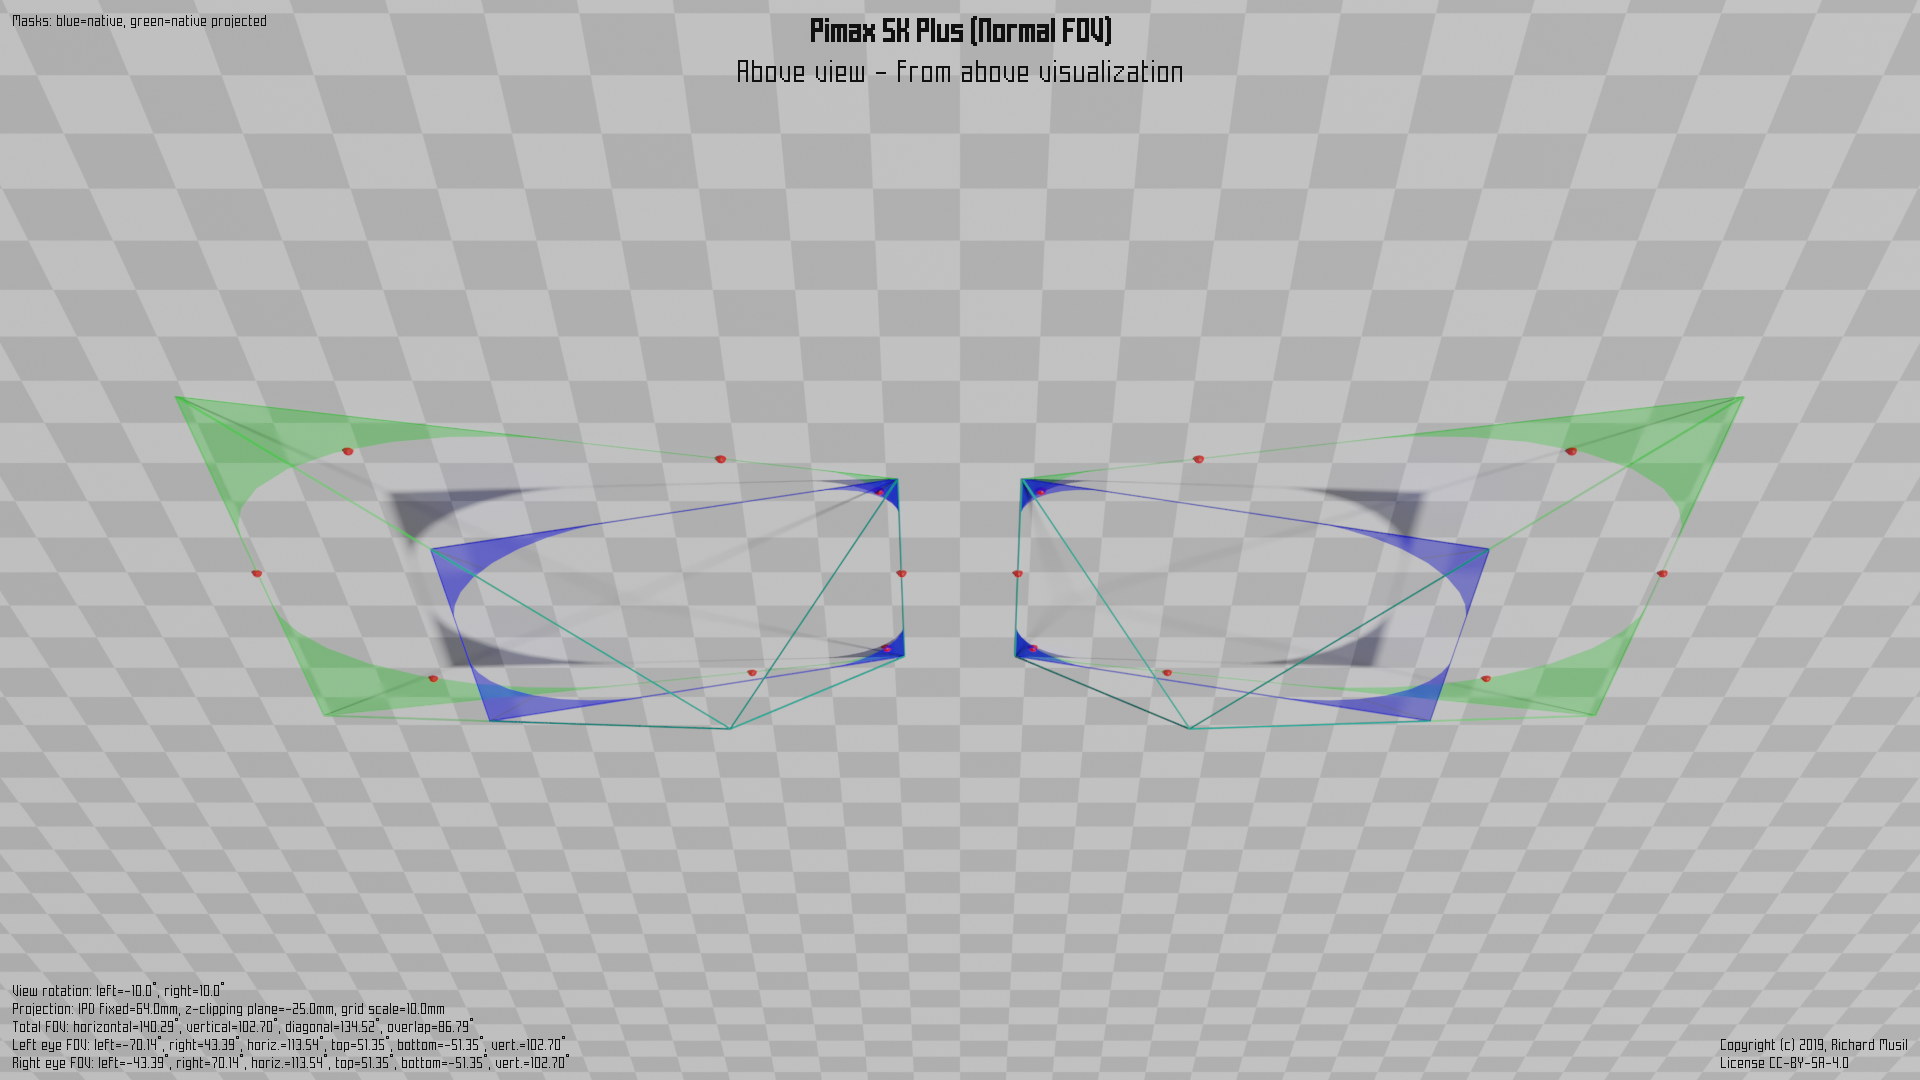 Masks: blue=native, green=native projected
Pimax 5K Plus (Normal FOV)
Above view - From above visualization
View rotation: left=-10.0°, right=10.0°
Projection: IPD fixed=64.0mm, z-clipping plane=-25.0mm, grid scale=10.0mm
Total FOV: horizontal=140.29°, vertical=102.70°, diagonal=134.52°, overlap=86.79°
Left eye FOV: left=-70.14°, right=43.39°, horiz.=113.54°, top=51.35°, bottom=-51.35°, vert.=102.70°
Right eye FOV: left=-43.39°, right=70.14°, horiz.=113.54°, top=51.35°, bottom=-51.35°, vert.=102.70°
Copyright (c) 2019, Richard Musil
License CC-BY-SA-4.0